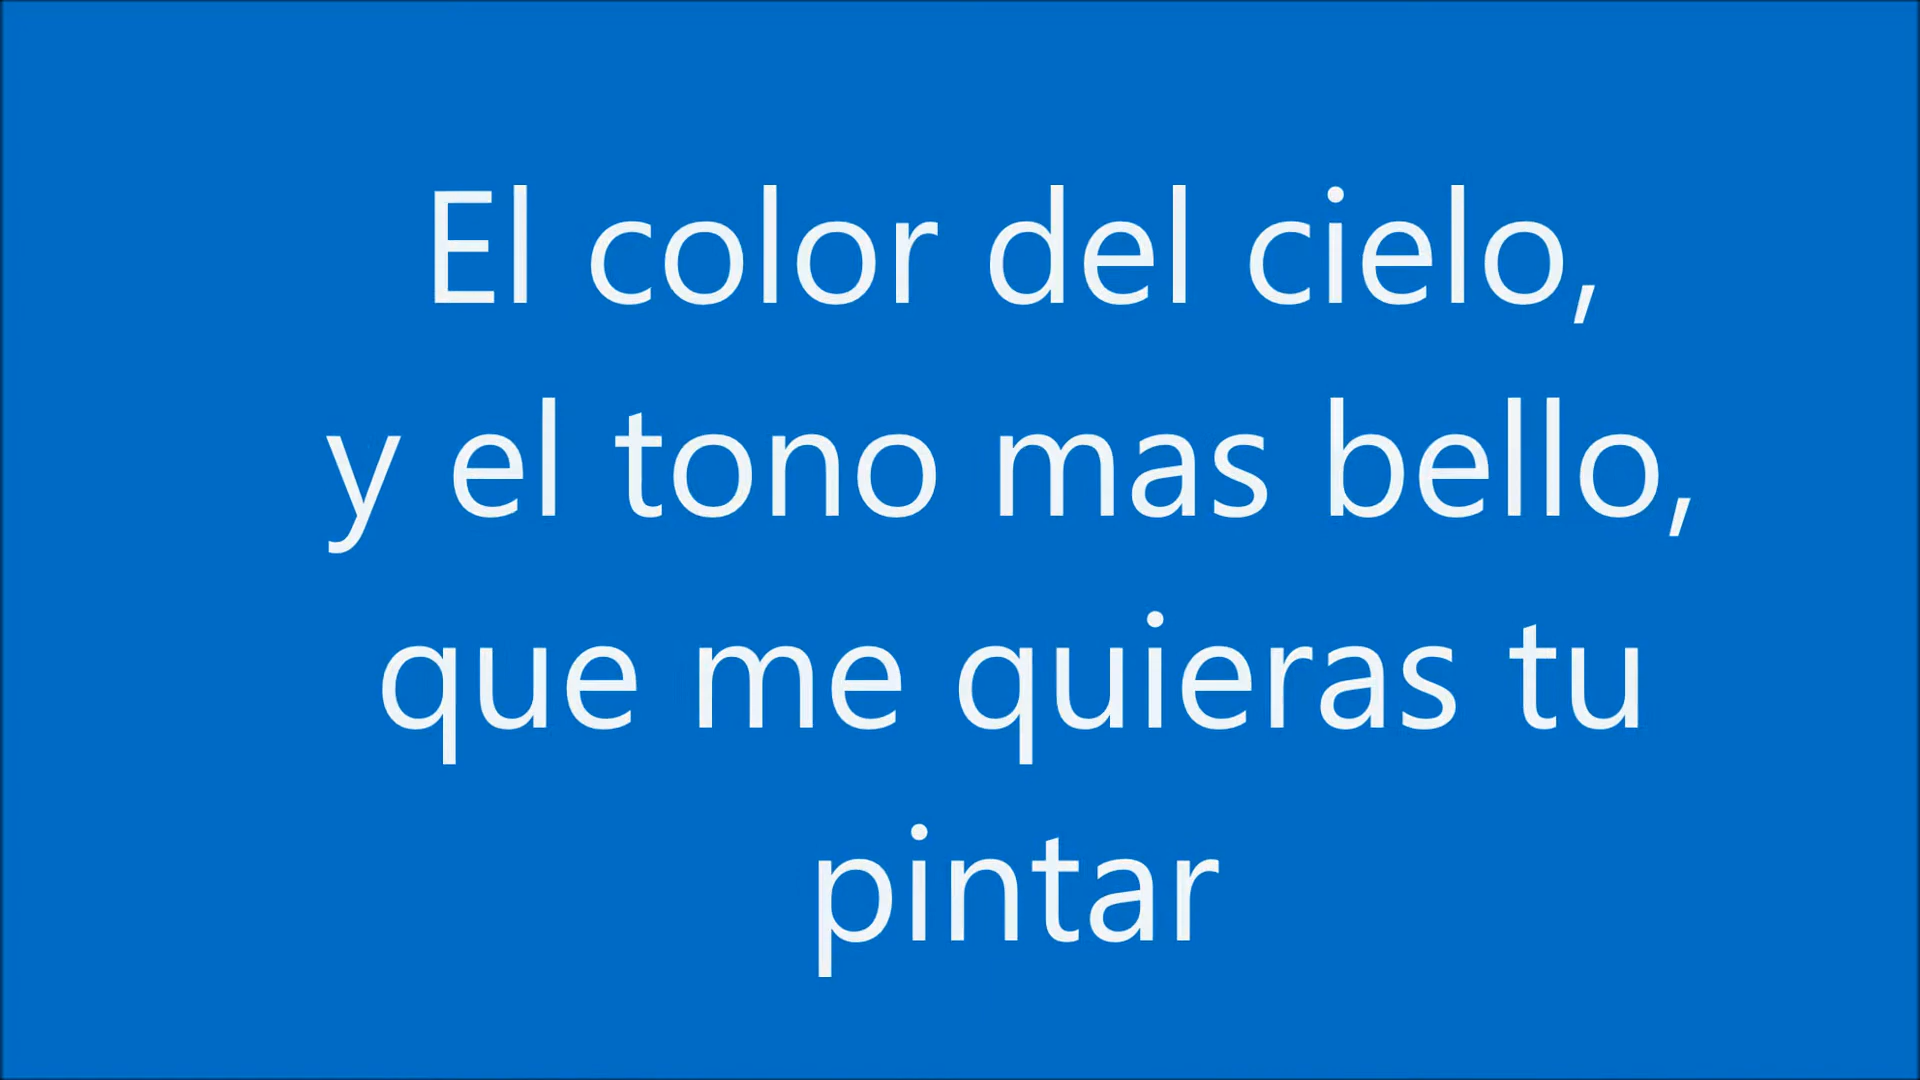 El color del cielo,
y el tono mas bello,
que me quieras tu
pintar